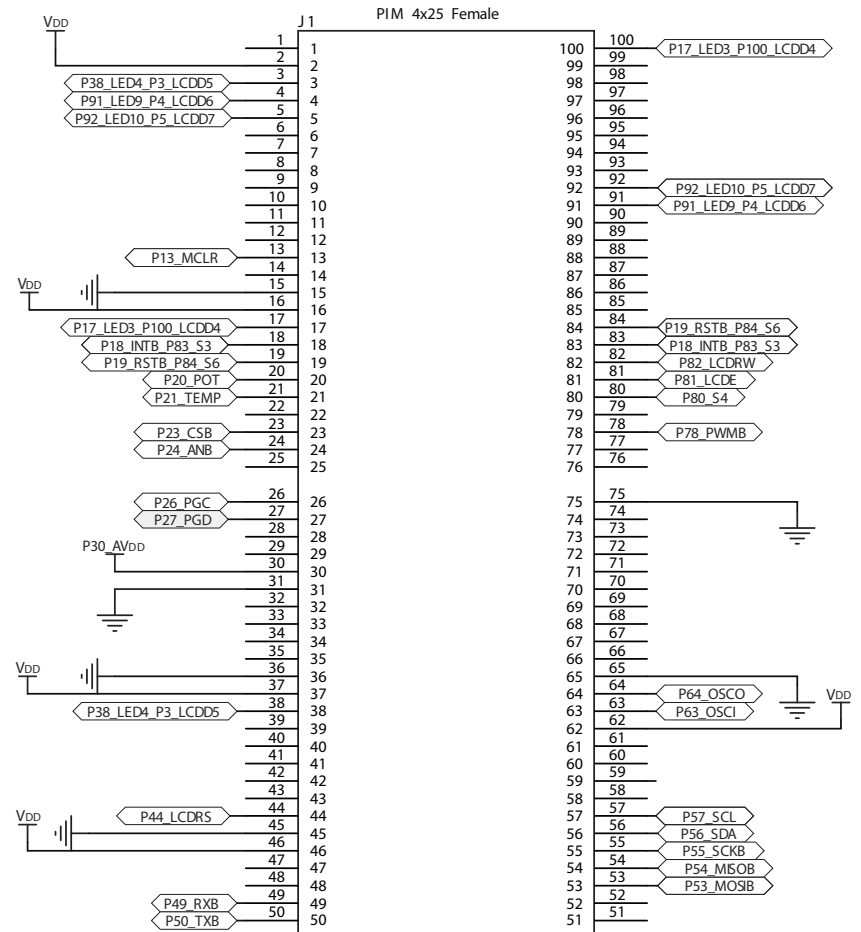 PIM 4x25 Female
J1
VDD
1 1 100 100 P17_LED3_P100_LCDD4
2 2 99 99
P38_LED4_P3_LCDD5 3 3 98 98
P91_LED9_P4_LCDD6 4 4 97 97
P92_LED10_P5_LCDD7 5 5 96 96
6 6 95 95
7 7 94 94
8 8 93 93
9 9 92 92 P92_LED10_P5_LCDD7
10 10 91 91 P91_LED9_P4_LCDD6
11 11 90 90
12 12 89 89
P13_MCLR 13 13 88 88
14 14 87 87
VDD
15 15 86 86
16 16 85 85
P17_LED3_P100_LCDD4 17 17 84 84 P19_RSTB_P84_S6
P18_INTB_P83_S3 18 18 83 83 P18_INTB_P83_S3
P19_RSTB_P84_S6 19 19 82 82 P82_LCDRW
P20_POT 20 20 81 81 P81_LCDE
P21_TEMP 21 21 80 80 P80_S4
22 22 79 79
P23_CSB 23 23 78 78 P78_PWMB
P24_ANB 24 24 77 77
25 25 76 76
P26_PGC 26 26 75 75
P27_PGD 27 27 74 74
28 28 73 73
P30_AVDD
29 29 72 72
30 30 71 71
31 31 70 70
32 32 69 69
33 33 68 68
34 34 67 67
35 35 66 66
VDD
36 36 65 65
37 37 64 64 P64_OSCO
P38_LED4_P3_LCDD5 38 38 63 63 P63_OSCI
VDD
39 39 62 62
40 40 61 61
41 41 60 60
42 42 59 59
43 43 58 58
P44_LCDRS 44 44 57 57 P57_SCL
VDD
45 45 56 56 P56_SDA
46 46 55 55 P55_SCKB
47 47 54 54 P54_MISOB
48 48 53 53 P53_MOSIB
P49_RXB 49 49 52 52
P50_TXB 50 50 51 51